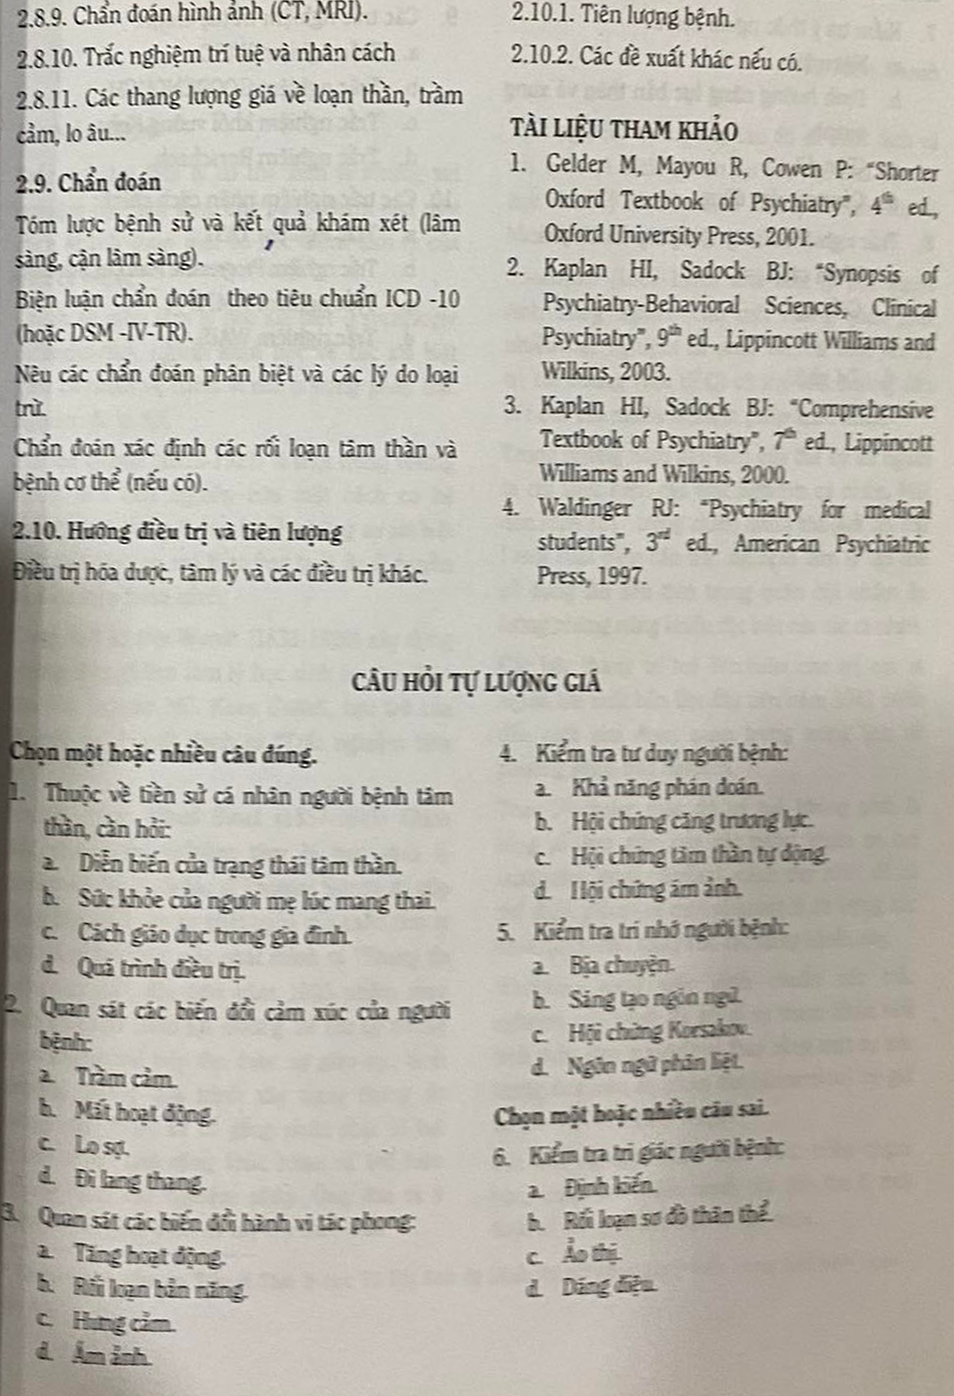 2.8.9. Chẩn đoán hình ảnh (CT, MRI).
2.8.10. Trắc nghiệm trí tuệ và nhân cách
2.8.11. Các thang lượng giá về loạn thần, trầm
cảm, lo âu...
2.9. Chẩn đoán
Tóm lược bệnh sử và kết quả khám xét (lâm
sàng, cận lâm sàng).
Biện luận chẩn đoán theo tiêu chuẩn ICD -10
(hoặc DSM -IV-TR).
Nêu các chẩn đoán phân biệt và các lý do loại
trừ.
Chẩn đoán xác định các rối loạn tâm thần và
bệnh cơ thể (nếu có).
2.10. Hướng điều trị và tiên lượng
Điều trị hóa dược, tâm lý và các điều trị khác.
2.10.1. Tiên lượng bệnh.
2.10.2. Các đề xuất khác nếu có.
TÀI LIỆU THAM KHẢO
1. Gelder M, Mayou R, Cowen P: "Shorter
Oxford Textbook of Psychiatry", 4th ed.,
Oxford University Press, 2001.
2. Kaplan HI, Sadock BJ: "Synopsis of
Psychiatry-Behavioral Sciences, Clinical
Psychiatry", 9th ed., Lippincott Williams and
Wilkins, 2003.
3. Kaplan HI, Sadock BJ: "Comprehensive
Textbook of Psychiatry", 7th ed., Lippincott
Williams and Wilkins, 2000.
4. Waldinger RJ: "Psychiatry for medical
students", 3rd ed., American Psychiatric
Press, 1997.
CÂU HỎI TỰ LƯỢNG GIÁ
Chọn một hoặc nhiều câu đúng.
1. Thuộc về tiền sử cá nhân người bệnh tâm
thần, cần hỏi:
a. Diễn biến của trạng thái tâm thần.
b. Sức khỏe của người mẹ lúc mang thai.
c. Cách giáo dục trong gia đình.
d. Quá trình điều trị.
2. Quan sát các biến đổi cảm xúc của người
bệnh:
a. Trầm cảm.
b. Mất hoạt động.
c. Lo sợ.
d. Đi lang thang.
3. Quan sát các biến đổi hành vi tác phong:
a. Tăng hoạt động.
b. Rối loạn bản năng.
c. Hưng cảm.
d. Ám ảnh.
4. Kiểm tra tư duy người bệnh:
a. Khả năng phán đoán.
b. Hội chứng căng trương lực.
c. Hội chứng tâm thần tự động.
d. Hội chứng ám ảnh.
5. Kiểm tra trí nhớ người bệnh:
a. Bịa chuyện.
b. Sáng tạo ngôn ngữ.
c. Hội chứng Korsakov.
d. Ngôn ngữ phân liệt.
Chọn một hoặc nhiều câu sai.
6. Kiểm tra tri giác người bệnh:
a. Định kiến.
b. Rối loạn sơ đồ thân thể.
c. Ảo thị.
d. Dáng điệu.